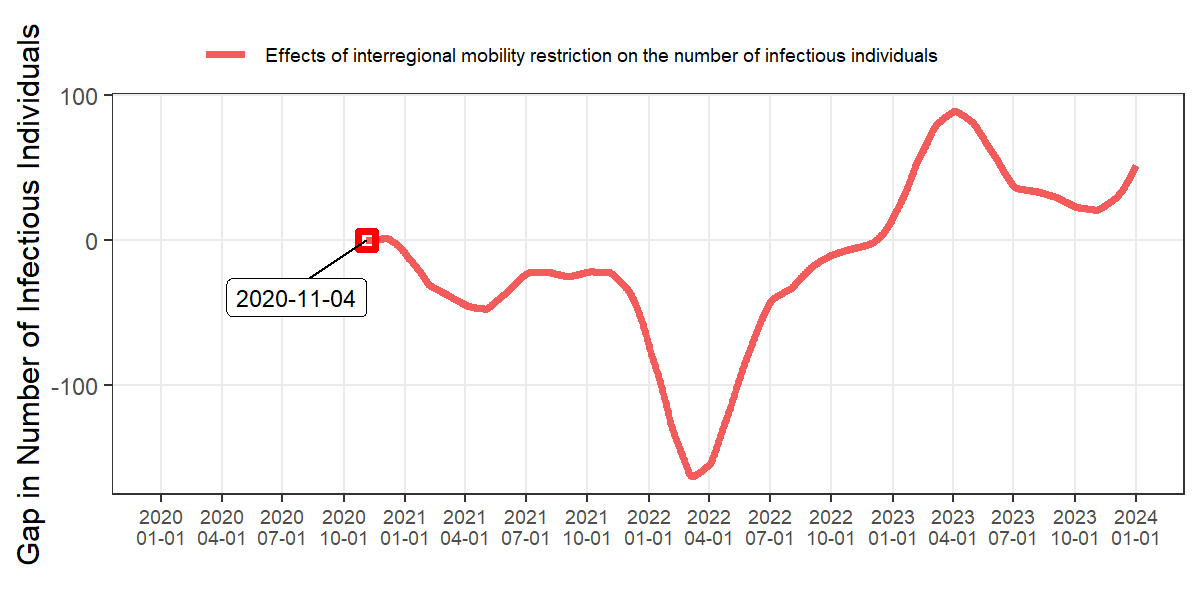 Effects of interregional mobility restriction on the number of infectious individuals
Gap in Number of Infectious Individuals
100
0
-100
2020-11-04
2020 2020 2020 2020 2021 2021 2021 2021 2022 2022 2022 2022 2023 2023 2023 2023 2024
01-01 04-01 07-01 10-01 01-01 04-01 07-01 10-01 01-01 04-01 07-01 10-01 01-01 04-01 07-01 10-01 01-01